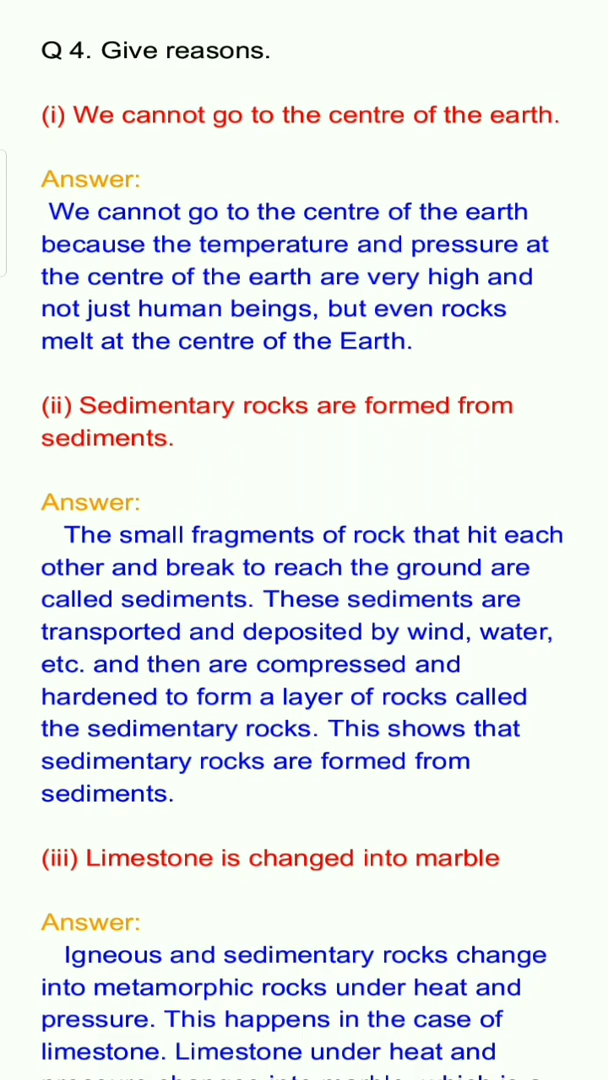 Q 4. Give reasons.
(i) We cannot go to the centre of the earth.
Answer:
We cannot go to the centre of the earth
because the temperature and pressure at
the centre of the earth are very high and
not just human beings, but even rocks
melt at the centre of the Earth.
(ii) Sedimentary rocks are formed from
sediments.
Answer:
The small fragments of rock that hit each
other and break to reach the ground are
called sediments. These sediments are
transported and deposited by wind, water,
etc. and then are compressed and
hardened to form a layer of rocks called
the sedimentary rocks. This shows that
sedimentary rocks are formed from
sediments.
(iii) Limestone is changed into marble
Answer:
Igneous and sedimentary rocks change
into metamorphic rocks under heat and
pressure. This happens in the case of
limestone. Limestone under heat and